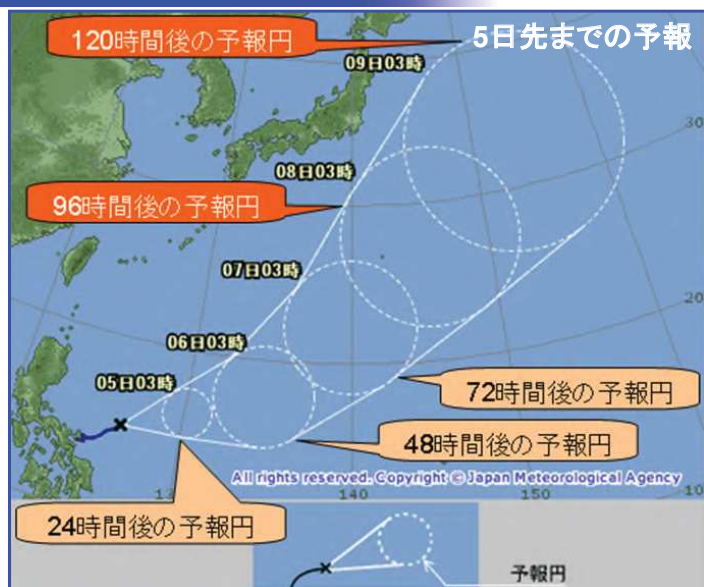 5日先までの予報
120時間後の予報円
09日03時
30
08日03時
96時間後の予報円
07日03時
20
06日03時
05日03時
72時間後の予報円
48時間後の予報円
All rights reserved. Copyright © Japan Meteorological Agency
140
150
10
24時間後の予報円
予報円